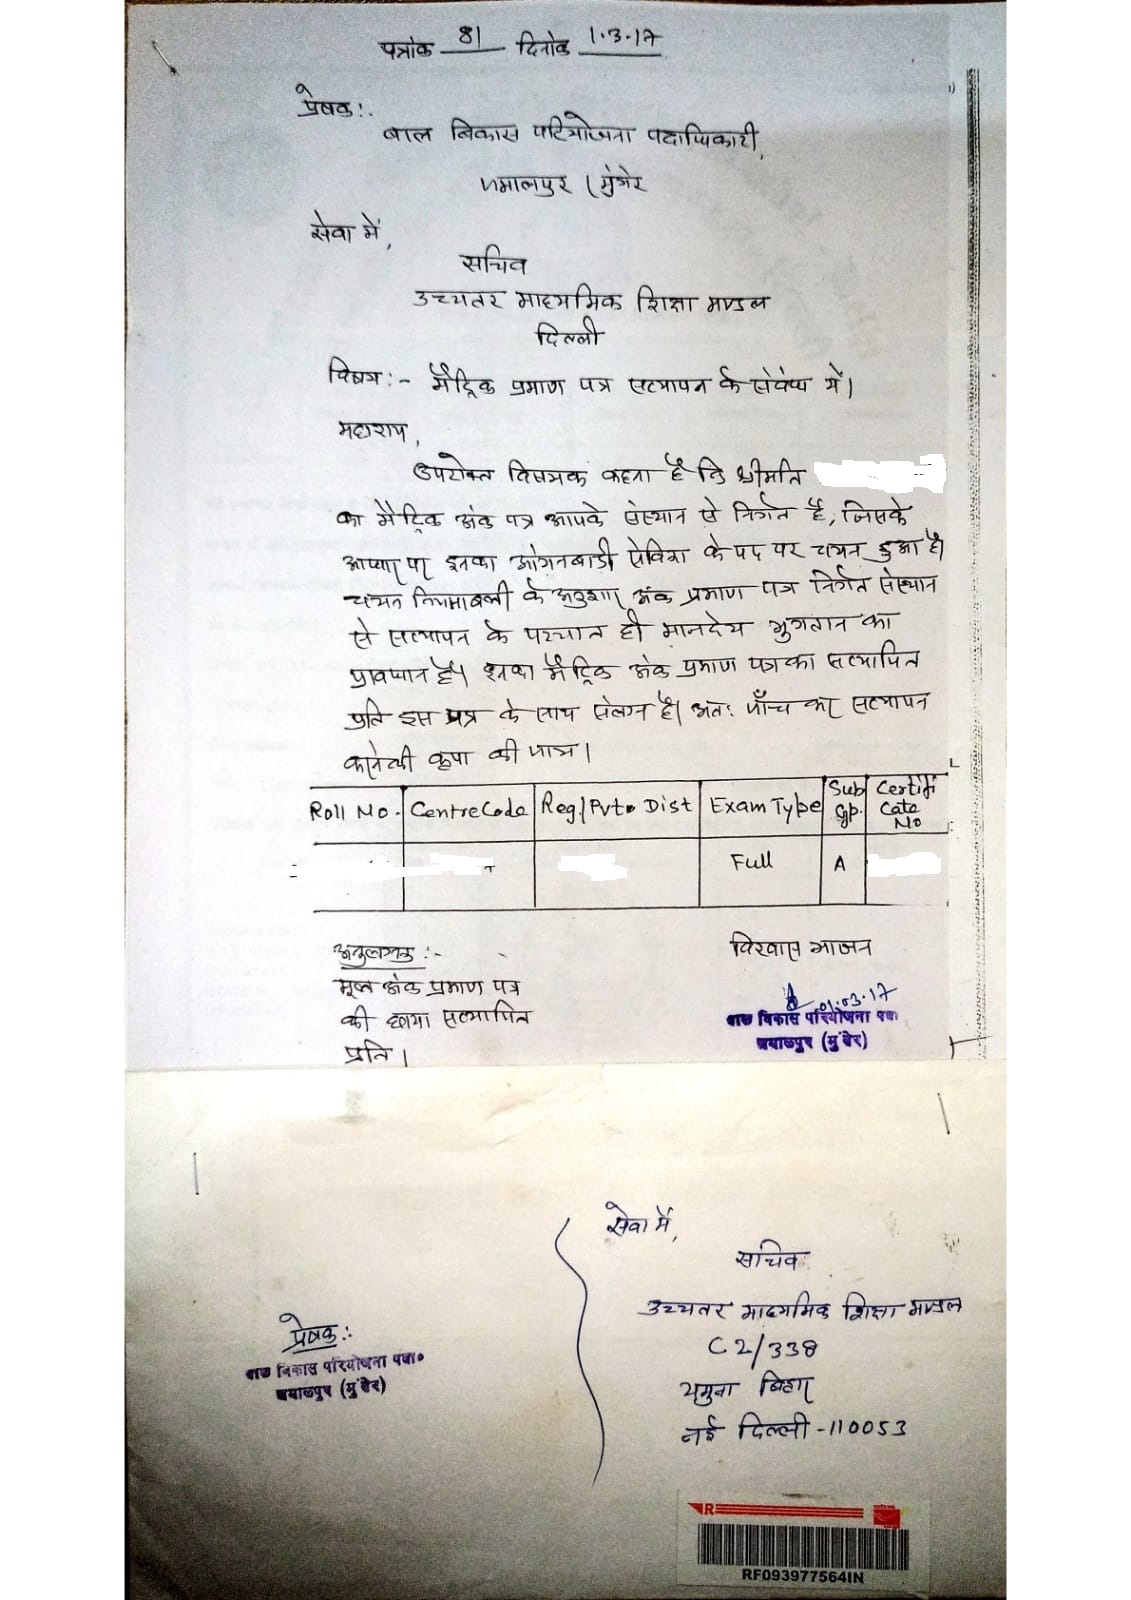 पत्रांक 81 दिनांक 1.3.17
प्रेषक:.
बाल विकास परियोजना पदाधिकारी,
जमालपुर (मुंगेर
सेवा में,
सचिव
उच्चतर माध्यमिक शिक्षा मण्डल
दिल्ली
विषय:- मैट्रिक प्रमाण पत्र सत्यापन के संबंध में।
महाशय,
उपरोक्त विषयक कहना है कि श्रीमति
का मैट्रिक अंक पत्र आपके संस्थान से निर्गत है, जिसके
आधार पर इनका आंगनबाडी सेविका के पद पर चयन हुआ है।
चयन नियमावली के अनुसार अंक प्रमाण पत्र निर्गत संस्थान
से सत्यापन के पश्चात ही मानदेय भुगतान का
प्रावधान है। इनका मैट्रिक अंक प्रमाण पत्र का सत्यापित
प्रति इस पत्र के साथ संलग्न है। अतः जाँच कर सत्यापन
करने की कृपा की जाय।
Roll No. Centre Code Reg/Pvt. Dist Exam Type Sub Gp. Certifi Cate No
Full A
अनुलग्नक:-
मूल अंक प्रमाण पत्र
की छाया सत्यापित
प्रति।
विश्वास भाजन
01.03.17
बाल विकास परियोजना पदा०
जमालपुर (मुंगेर)
सेवा में,
सचिव
उच्चतर माध्यमिक शिक्षा मण्डल
C2/338
यमुना विहार
नई दिल्ली-110053
प्रेषक:
बाल विकास परियोजना पदा०
जमालपुर (मुंगेर)
R
RF093977564IN